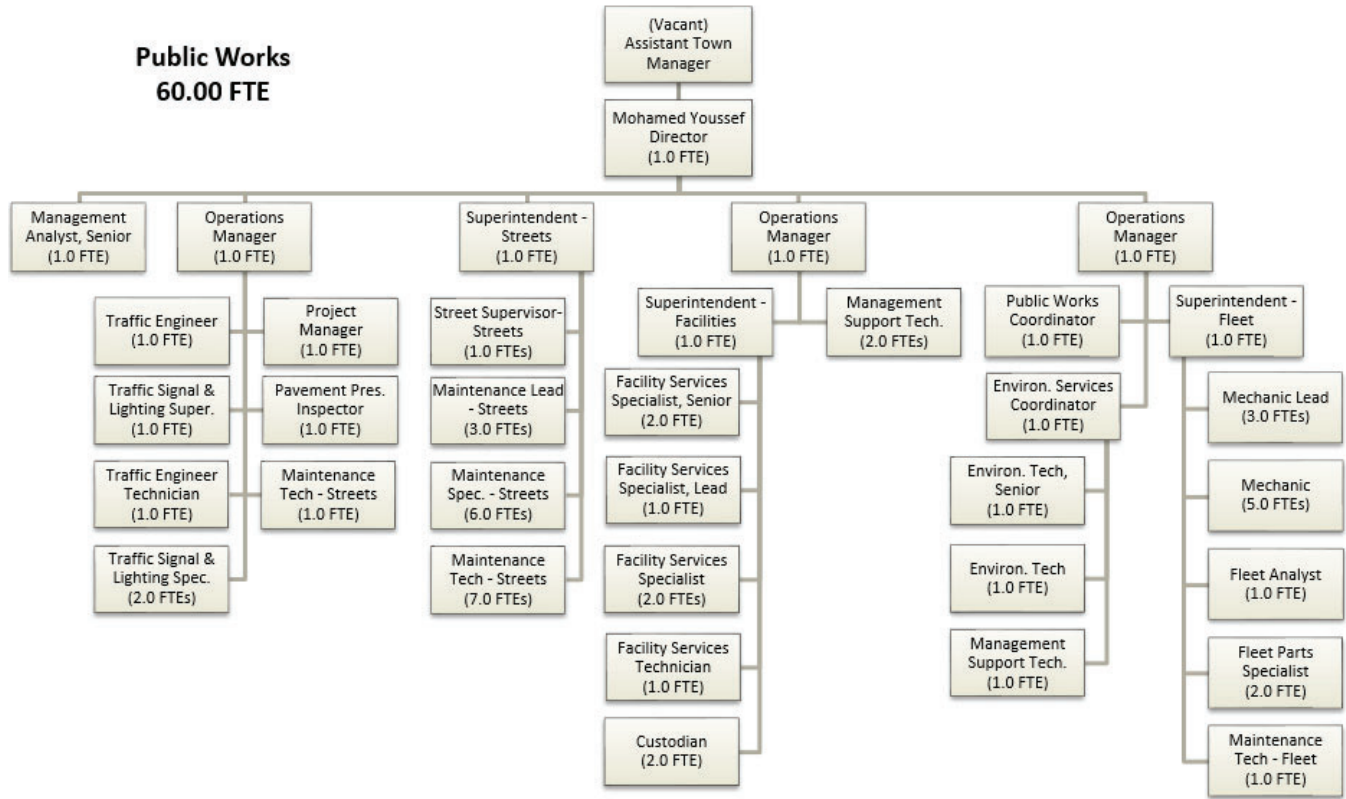 Public Works
60.00 FTE
(Vacant)
Assistant Town
Manager
Mohamed Youssef
Director
(1.0 FTE)
Management
Analyst, Senior
(1.0 FTE)
Operations
Manager
(1.0 FTE)
Superintendent -
Streets
(1.0 FTE)
Operations
Manager
(1.0 FTE)
Operations
Manager
(1.0 FTE)
Traffic Engineer
(1.0 FTE)
Project
Manager
(1.0 FTE)
Traffic Signal &
Lighting Super.
(1.0 FTE)
Pavement Pres.
Inspector
(1.0 FTE)
Traffic Engineer
Technician
(1.0 FTE)
Maintenance
Tech - Streets
(1.0 FTE)
Traffic Signal &
Lighting Spec.
(2.0 FTEs)
Street Supervisor-
Streets
(1.0 FTEs)
Maintenance Lead
- Streets
(3.0 FTEs)
Maintenance
Spec. - Streets
(6.0 FTEs)
Maintenance
Tech - Streets
(7.0 FTEs)
Superintendent -
Facilities
(1.0 FTE)
Management
Support Tech.
(2.0 FTEs)
Facility Services
Specialist, Senior
(2.0 FTE)
Facility Services
Specialist, Lead
(1.0 FTE)
Facility Services
Specialist
(2.0 FTEs)
Facility Services
Technician
(1.0 FTE)
Custodian
(2.0 FTE)
Public Works
Coordinator
(1.0 FTE)
Superintendent -
Fleet
(1.0 FTE)
Environ. Services
Coordinator
(1.0 FTE)
Environ. Tech,
Senior
(1.0 FTE)
Environ. Tech
(1.0 FTE)
Management
Support Tech.
(1.0 FTE)
Mechanic Lead
(3.0 FTEs)
Mechanic
(5.0 FTEs)
Fleet Analyst
(1.0 FTE)
Fleet Parts
Specialist
(2.0 FTE)
Maintenance
Tech - Fleet
(1.0 FTE)